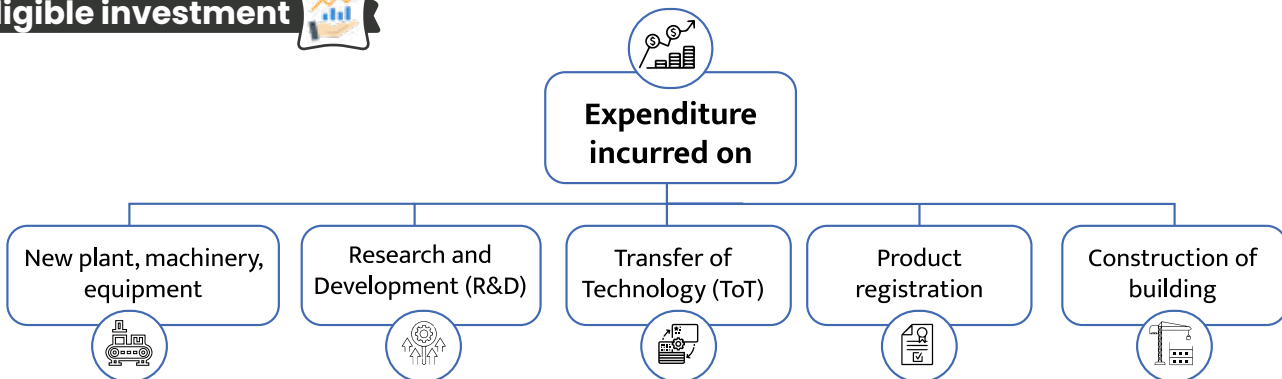 ligible investment
Expenditure
incurred on
New plant, machinery,
equipment
Research and
Development (R&D)
Transfer of
Technology (ToT)
Product
registration
Construction of
building